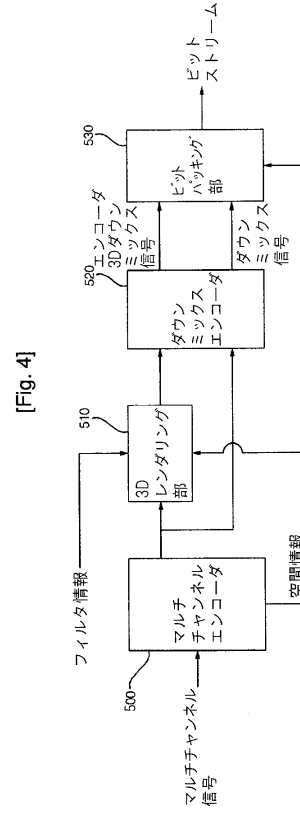 [Fig. 4]
フィルタ情報
マルチチャンネル
信号
500
マルチ
チャンネル
エンコーダ
空間情報
510
3D
レンダリング
部
520
ダウン
ミックス
エンコーダ
エンコーダ
3Dダウン
ミックス
信号
ダウン
ミックス
信号
530
ビット
パッキング
部
ビット
ストリーム